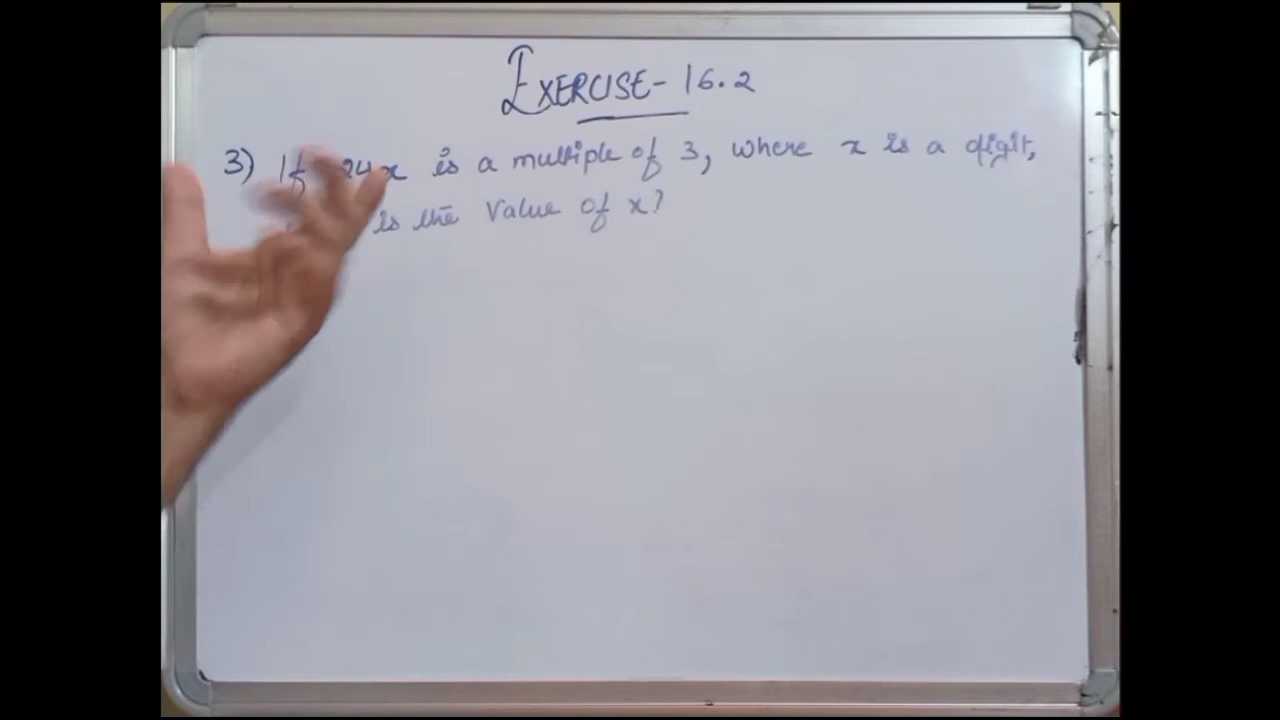 EXERCISE- 16.2
3) If 24x is a multiple of 3, where x is a digit,
is the value of x?